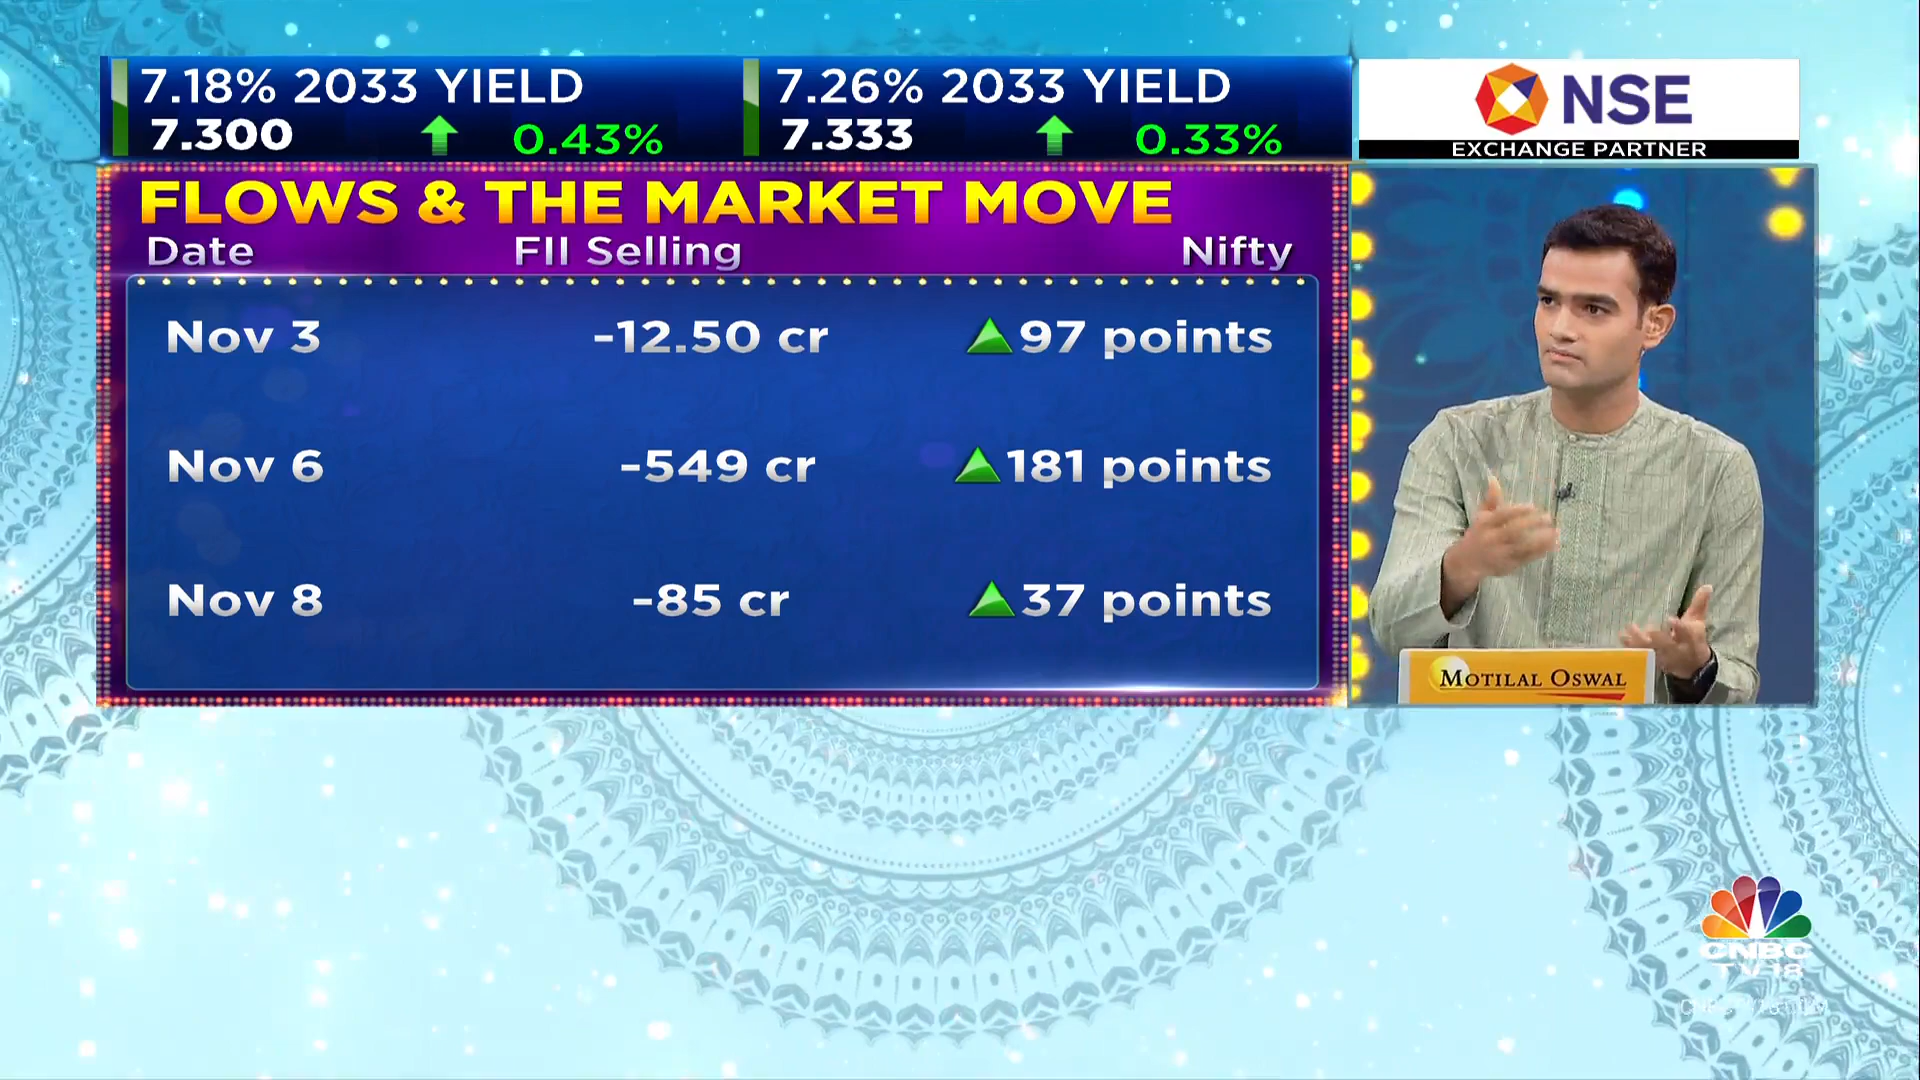 7.18% 2033 YIELD
7.300 0.43%
7.26% 2033 YIELD
7.333 0.33%
NSE
EXCHANGE PARTNER
FLOWS & THE MARKET MOVE
Date FII Selling Nifty
Nov 3 -12.50 cr 97 points
Nov 6 -549 cr 181 points
Nov 8 -85 cr 37 points
MOTILAL OSWAL
CNBC
TV18